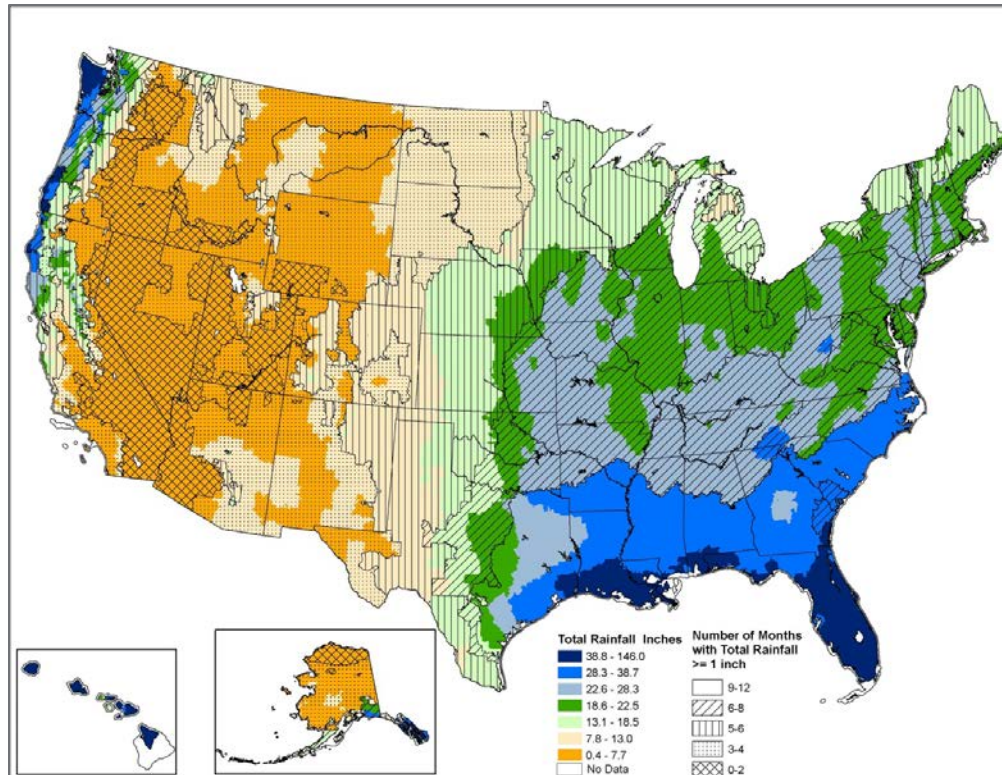 Total Rainfall Inches
38.8 - 146.0
28.3 - 38.7
22.6 - 28.3
18.6 - 22.5
13.1 - 18.5
7.8 - 13.0
0.4 - 7.7
No Data
Number of Months
with Total Rainfall
>= 1 inch
9-12
6-8
5-6
3-4
0-2